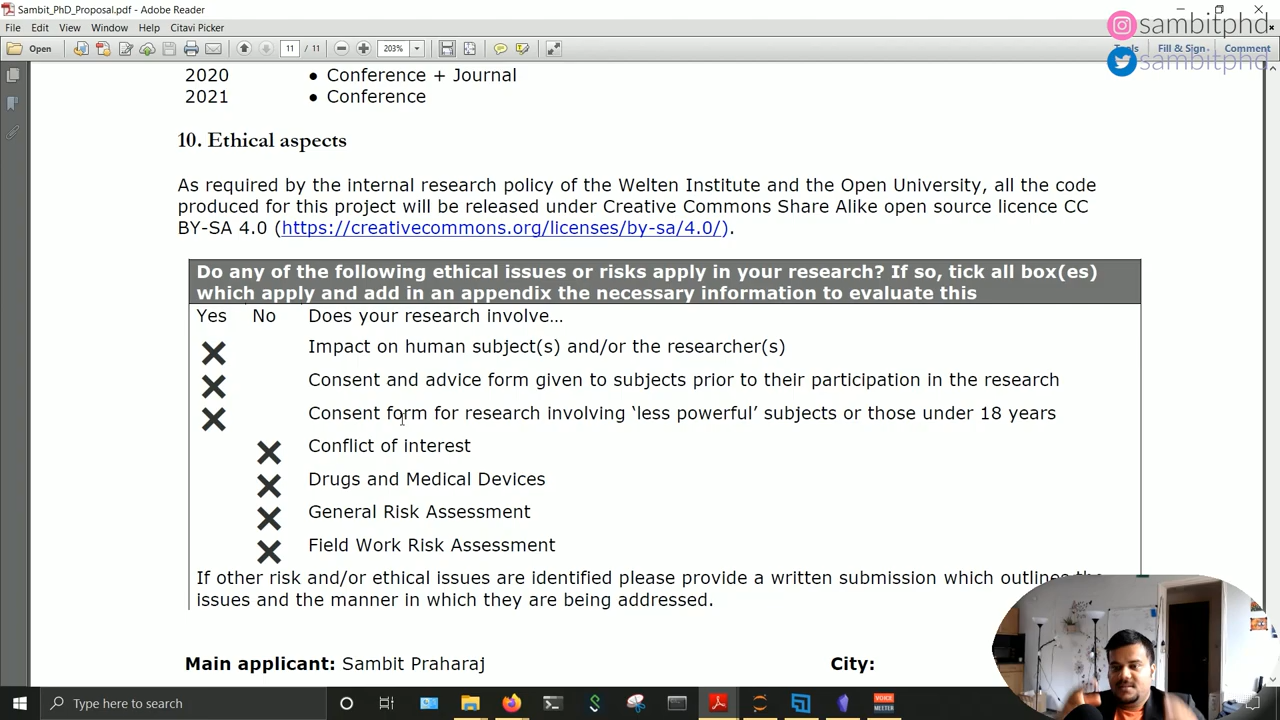 Sambit_PhD_Proposal.pdf - Adobe Reader
File Edit View Window Help Citavi Picker
sambitphd
Open 11 / 11 203% Tools Fill & Sign Comment
sambitphd
2020 • Conference + Journal
2021 • Conference
10. Ethical aspects
As required by the internal research policy of the Welten Institute and the Open University, all the code
produced for this project will be released under Creative Commons Share Alike open source licence CC
BY-SA 4.0 (https://creativecommons.org/licenses/by-sa/4.0/).
Do any of the following ethical issues or risks apply in your research? If so, tick all box(es)
which apply and add in an appendix the necessary information to evaluate this
Yes No Does your research involve…
Impact on human subject(s) and/or the researcher(s)
Consent and advice form given to subjects prior to their participation in the research
Consent form for research involving ‘less powerful’ subjects or those under 18 years
Conflict of interest
Drugs and Medical Devices
General Risk Assessment
Field Work Risk Assessment
If other risk and/or ethical issues are identified please provide a written submission which outlines the
issues and the manner in which they are being addressed.
Main applicant: Sambit Praharaj City:
Type here to search
VOICE
MEETER